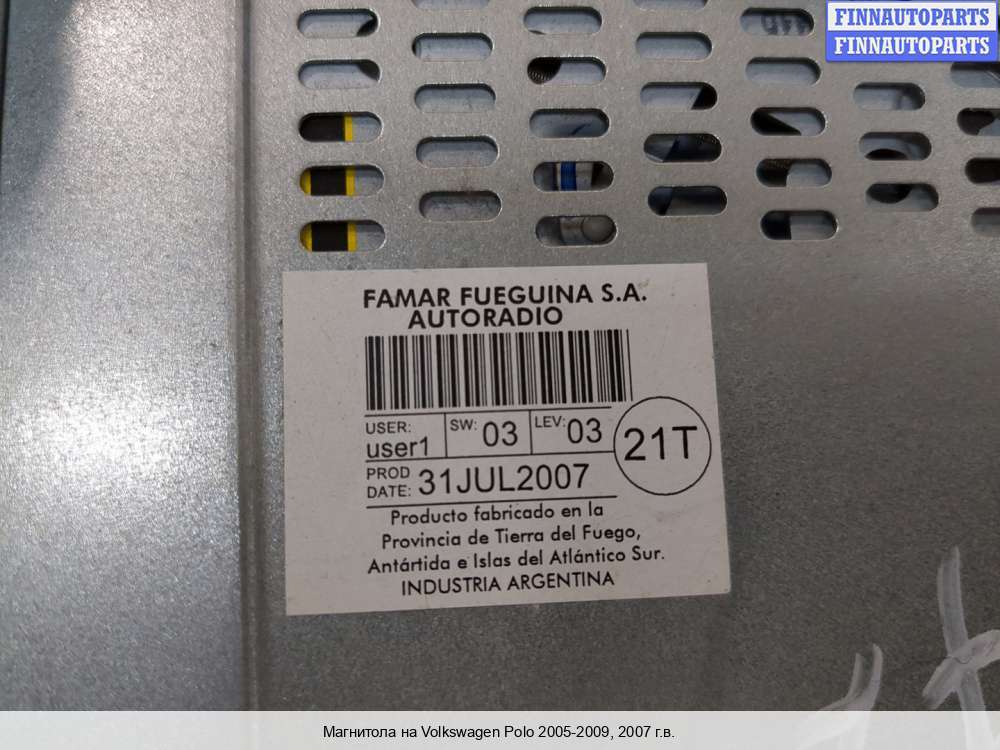 FINNAUTOPARTS
FINNAUTOPARTS
FAMAR FUEGUINA S.A.
AUTORADIO
USER: user1 SW: 03 LEV: 03
21T
PROD DATE: 31JUL2007
Producto fabricado en la
Provincia de Tierra del Fuego,
Antártida e Islas del Atlántico Sur.
INDUSTRIA ARGENTINA
Магнитола на Volkswagen Polo 2005-2009, 2007 г.в.